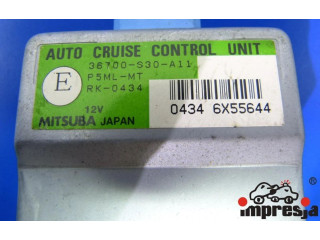 AUTO CRUISE CONTROL UNIT
36700-S30-A11
E
P5ML-MT
RK-0434
12V
0434 6X55644
MITSUBA JAPAN
impresja